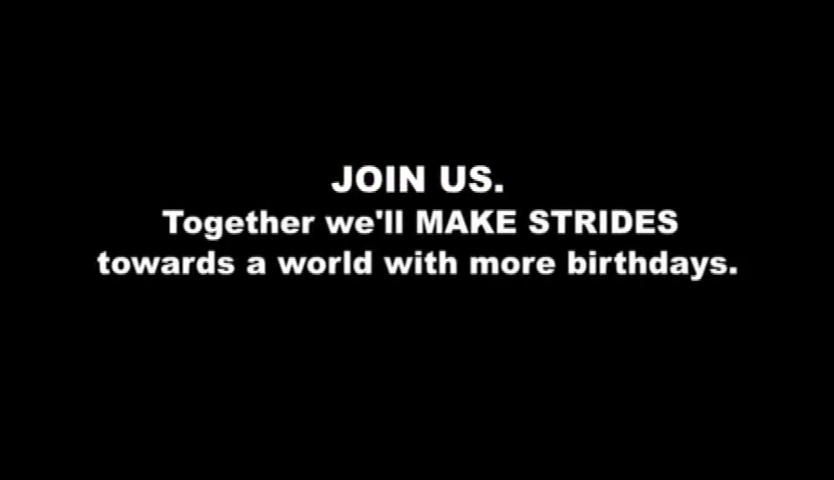 JOIN US.
Together we'll MAKE STRIDES
towards a world with more birthdays.